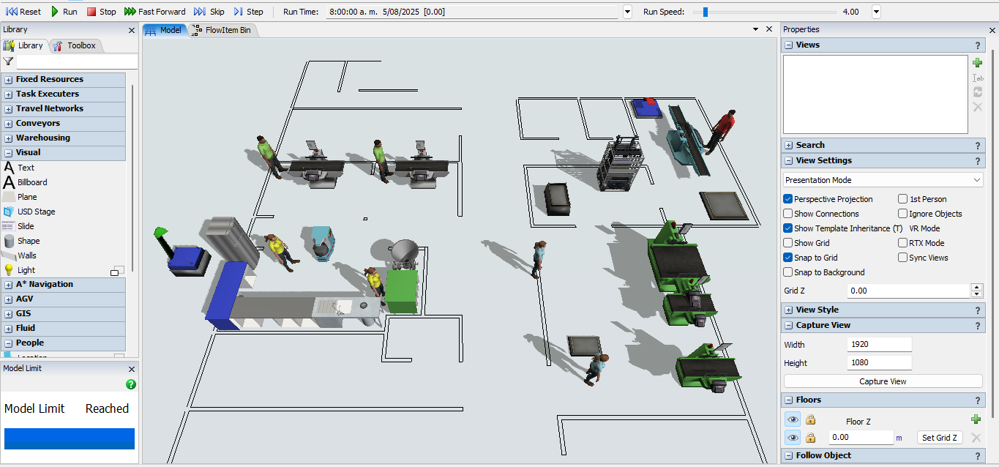 Reset Run Stop Fast Forward Skip Step Run Time: 8:00:00 a. m. 5/08/2025 [0.00] Run Speed: 4.00
Library
Library Toolbox
Fixed Resources
Task Executers
Travel Networks
Conveyors
Warehousing
Visual
A Text
A Billboard
Plane
USD Stage
Slide
Shape
Walls
Light
A* Navigation
AGV
GIS
Fluid
People
Location
Model Limit
?
Model Limit Reached
Model FlowItem Bin
Properties
Views ?
ab
Search ?
View Settings ?
Presentation Mode
Perspective Projection 1st Person
Show Connections Ignore Objects
Show Template Inheritance (T) VR Mode
Show Grid RTX Mode
Snap to Grid Sync Views
Snap to Background
Grid Z 0.00
View Style ?
Capture View ?
Width 1920
Height 1080
Capture View
Floors ?
Floor Z
0.00 m Set Grid Z
Follow Object ?